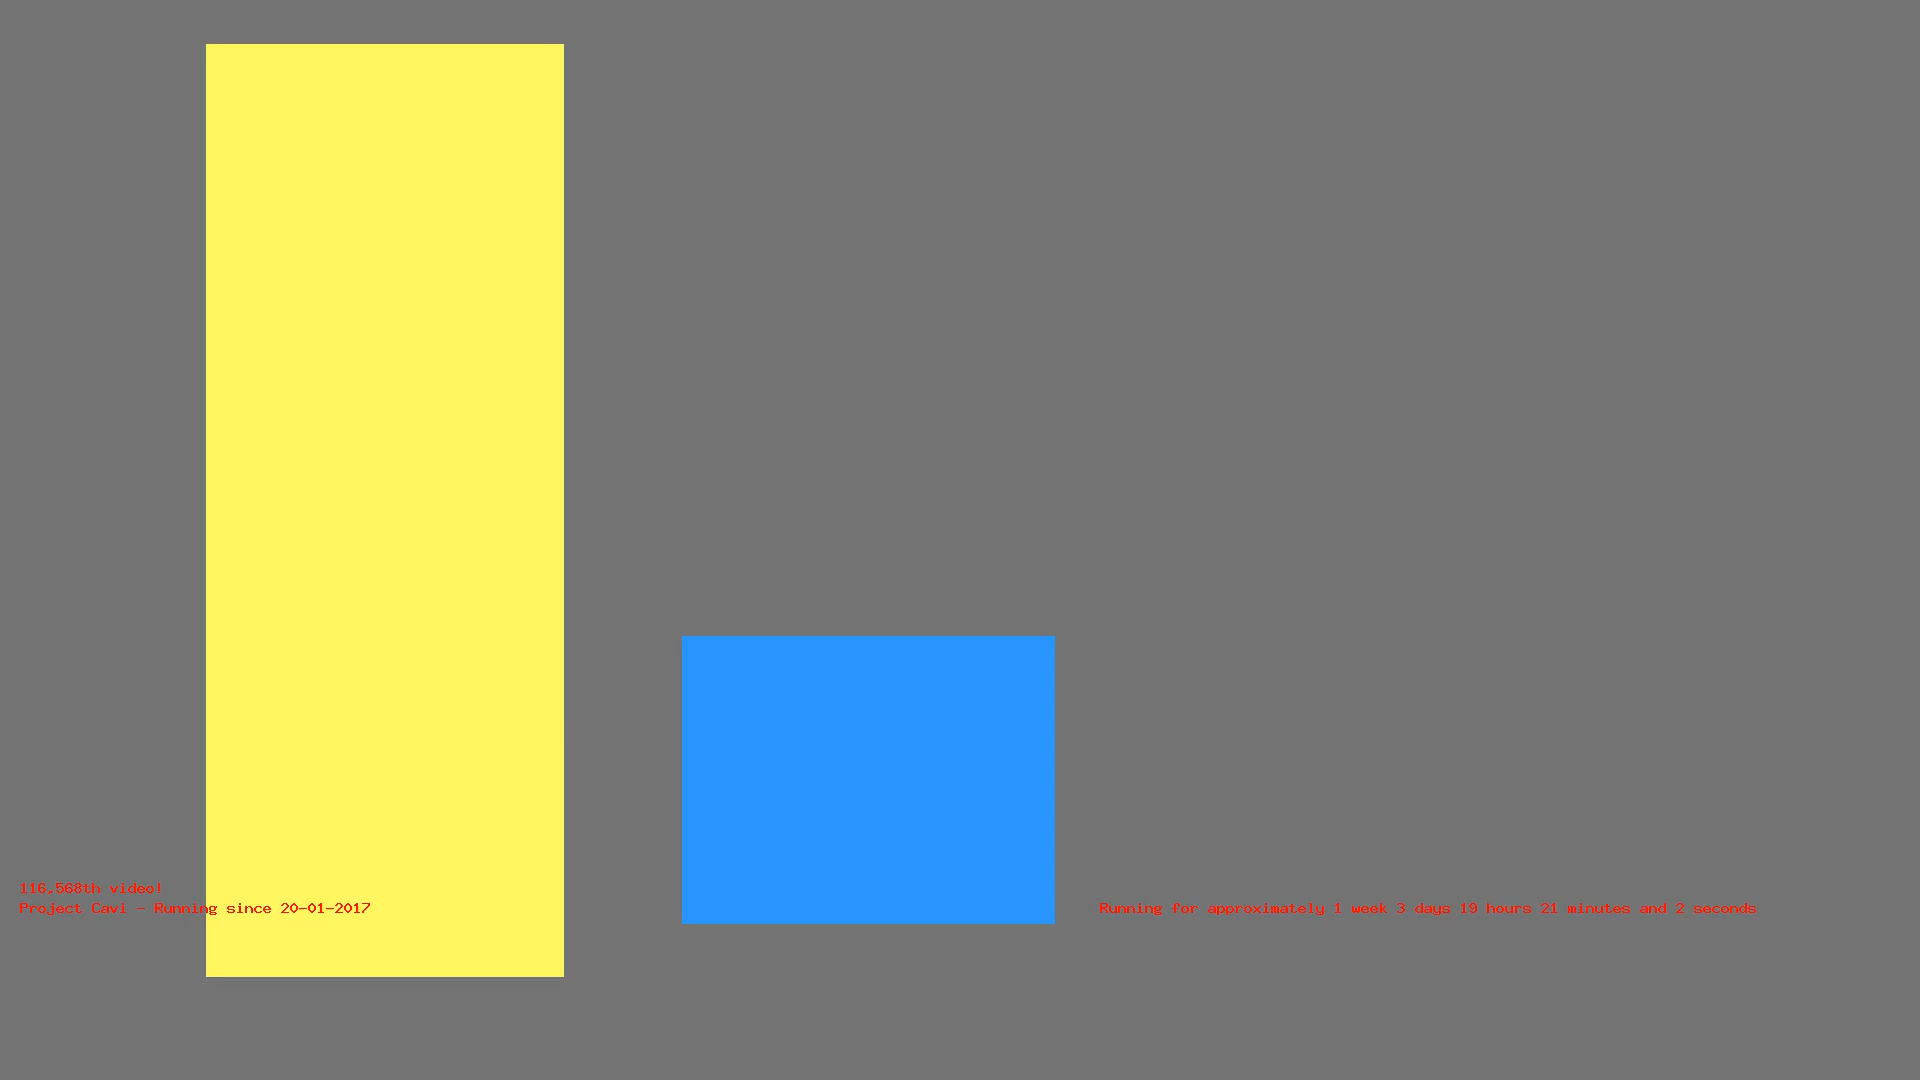 116,568th video!
Project Cavi - Running since 20-01-2017
Running for approximately 1 week 3 days 19 hours 21 minutes and 2 seconds